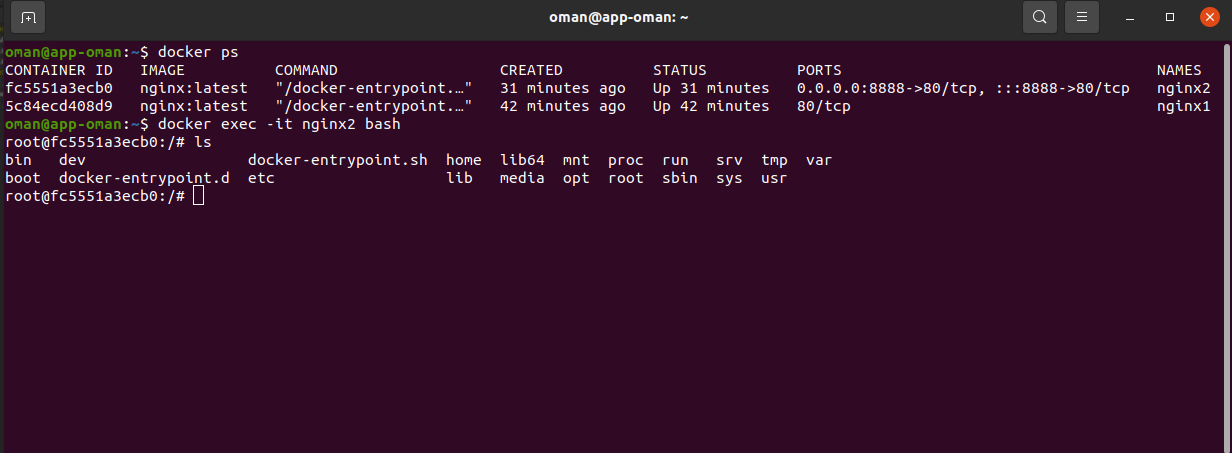 oman@app-oman: ~
oman@app-oman:~$ docker ps
CONTAINER ID   IMAGE          COMMAND                  CREATED          STATUS          PORTS                                   NAMES
fc5551a3ecb0   nginx:latest   "/docker-entrypoint.…"   31 minutes ago   Up 31 minutes   0.0.0.0:8888->80/tcp, :::8888->80/tcp   nginx2
5c84ecd408d9   nginx:latest   "/docker-entrypoint.…"   42 minutes ago   Up 42 minutes   80/tcp                                  nginx1
oman@app-oman:~$ docker exec -it nginx2 bash
root@fc5551a3ecb0:/# ls
bin   dev                  docker-entrypoint.sh  home  lib64  mnt  proc  run   srv  tmp  var
boot  docker-entrypoint.d  etc                   lib   media  opt  root  sbin  sys  usr
root@fc5551a3ecb0:/#